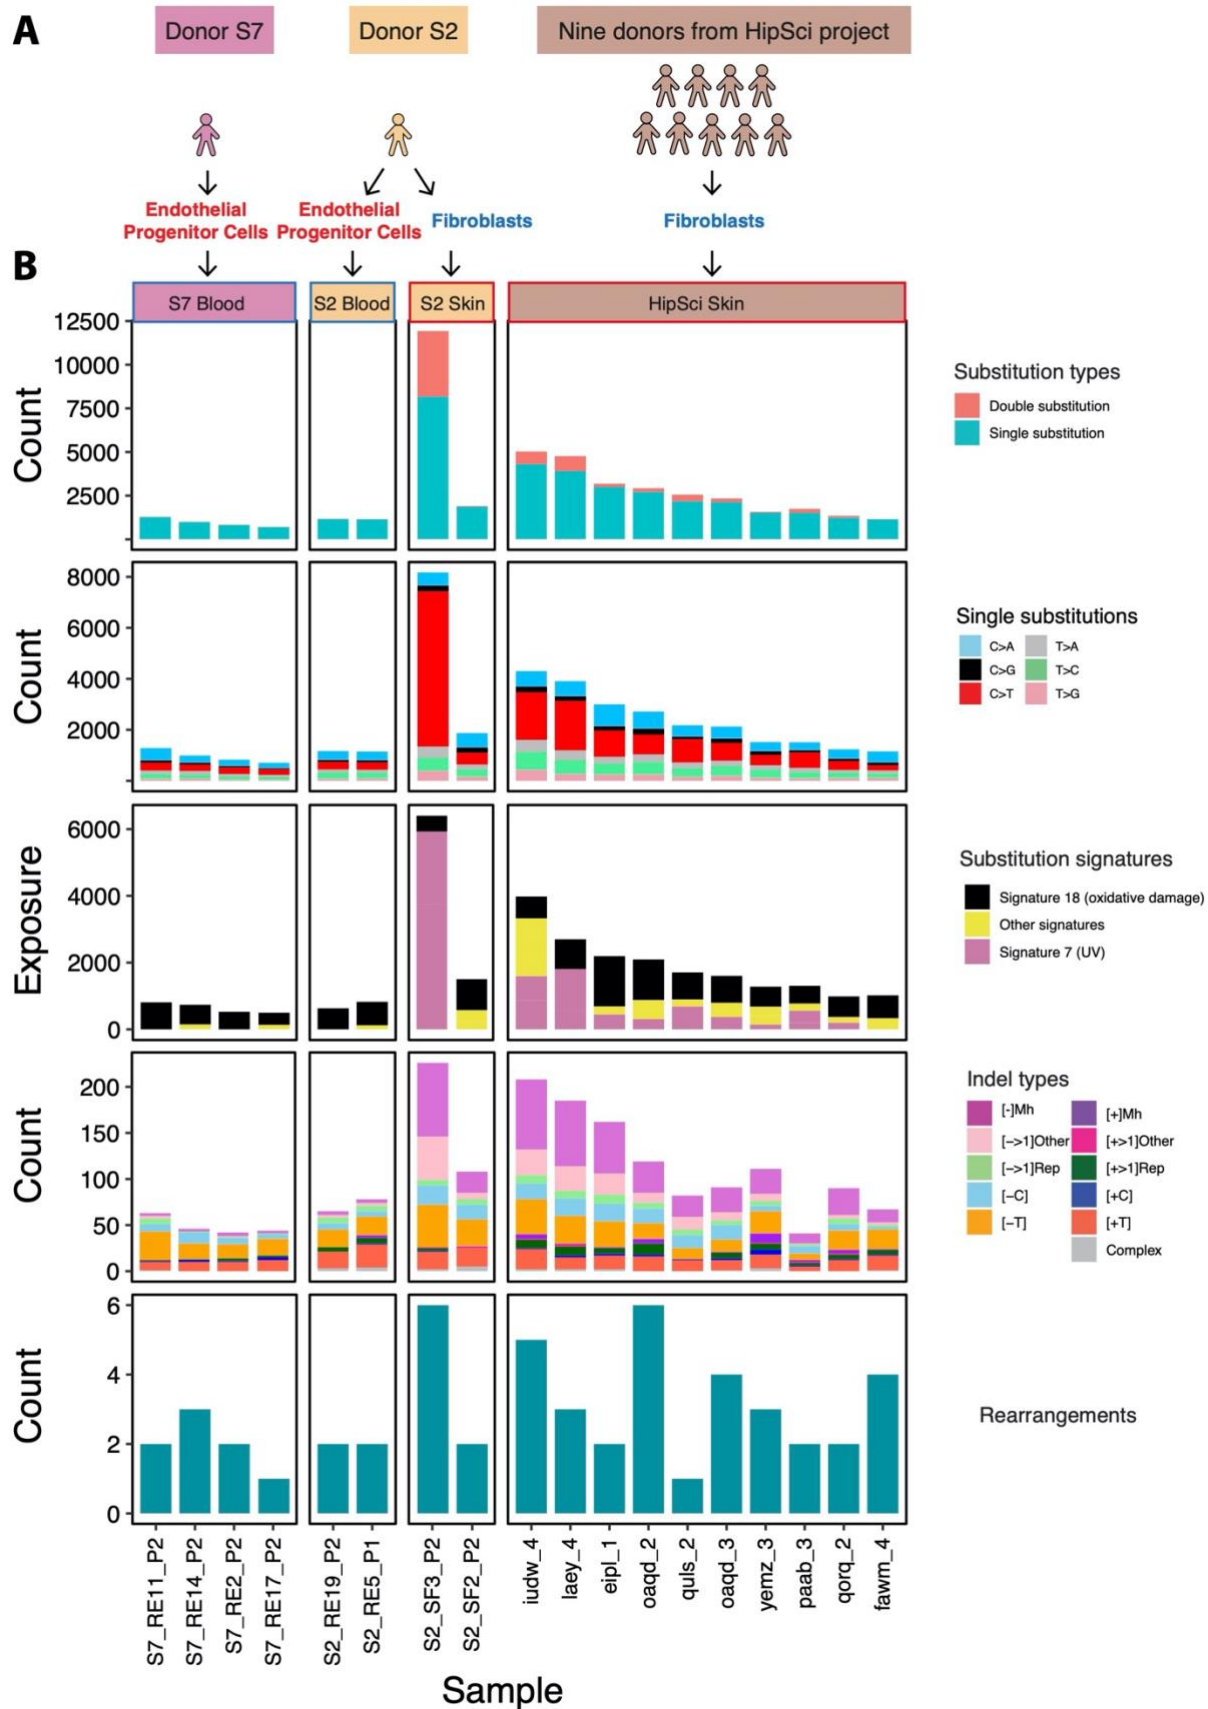 A
Donor S7
Donor S2
Nine donors from HipSci project
Endothelial
Progenitor Cells
Endothelial
Progenitor Cells
Fibroblasts
Fibroblasts
B
S7 Blood
S2 Blood
S2 Skin
HipSci Skin
12500
10000
7500
5000
2500
Count
Substitution types
Double substitution
Single substitution
8000
6000
4000
2000
Count
Single substitutions
C>A
T>A
C>G
T>C
C>T
T>G
6000
4000
2000
0
Exposure
Substitution signatures
Signature 18 (oxidative damage)
Other signatures
Signature 7 (UV)
200
150
100
50
0
Count
Indel types
[-]Mh
[+]Mh
[->1]Other
[+>1]Other
[->1]Rep
[+>1]Rep
[-C]
[+C]
[-T]
[+T]
Complex
6
4
2
0
Count
Rearrangements
S7_RE11_P2
S7_RE14_P2
S7_RE2_P2
S7_RE17_P2
S2_RE19_P2
S2_RE5_P1
S2_SF3_P2
S2_SF2_P2
iudw_4
laey_4
eipl_1
oaqd_2
quls_2
oaqd_3
yemz_3
paab_3
qorq_2
fawm_4
Sample